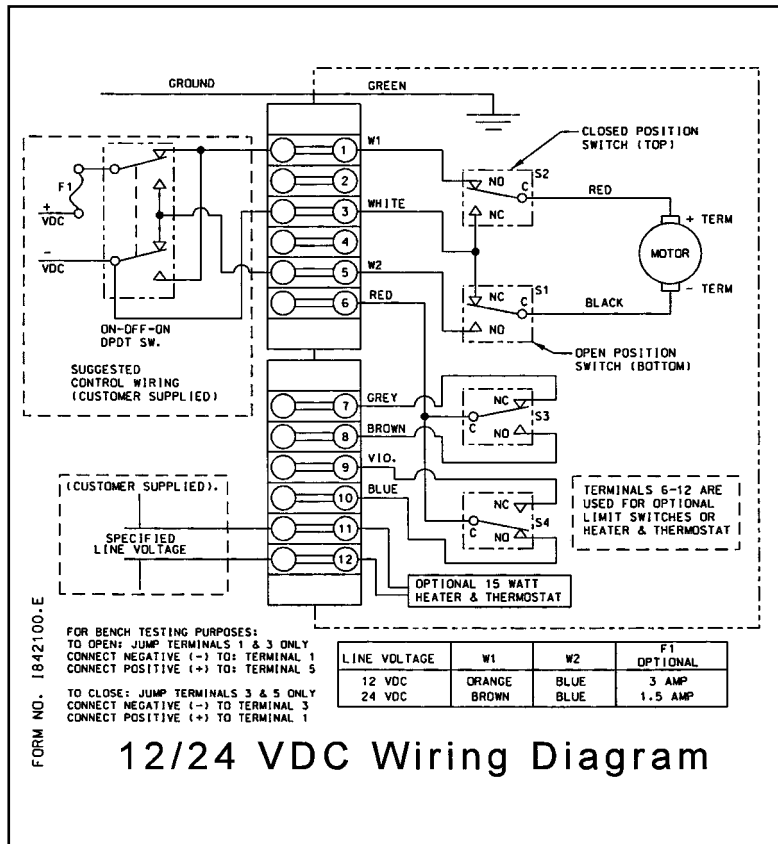 GROUND
GREEN
CLOSED POSITION
SWITCH (TOP)
1
W1
S2
NO
C
NC
RED
2
F1
+
VDC
3
WHITE
+ TERM
MOTOR
- TERM
4
-
VDC
5
W2
S1
NC
C
NO
BLACK
6
RED
ON-OFF-ON
DPDT SW.
OPEN POSITION
SWITCH (BOTTOM)
SUGGESTED
CONTROL WIRING
(CUSTOMER SUPPLIED)
7
GREY
NC
S3
C
NO
8
BROWN
9
VIO.
10
BLUE
NC
S4
C
NO
TERMINALS 6-12 ARE
USED FOR OPTIONAL
LIMIT SWITCHES OR
HEATER & THERMOSTAT
(CUSTOMER SUPPLIED).
SPECIFIED
LINE VOLTAGE
11
12
OPTIONAL 15 WATT
HEATER & THERMOSTAT
FORM NO. I842100.E
FOR BENCH TESTING PURPOSES:
TO OPEN: JUMP TERMINALS 1 & 3 ONLY
CONNECT NEGATIVE (-) TO: TERMINAL 1
CONNECT POSITIVE (+) TO: TERMINAL 5
TO CLOSE: JUMP TERMINALS 3 & 5 ONLY
CONNECT NEGATIVE (-) TO TERMINAL 3
CONNECT POSITIVE (+) TO TERMINAL 1
LINE VOLTAGE W1 W2 F1 OPTIONAL
12 VDC ORANGE BLUE 3 AMP
24 VDC BROWN BLUE 1.5 AMP
12/24 VDC Wiring Diagram